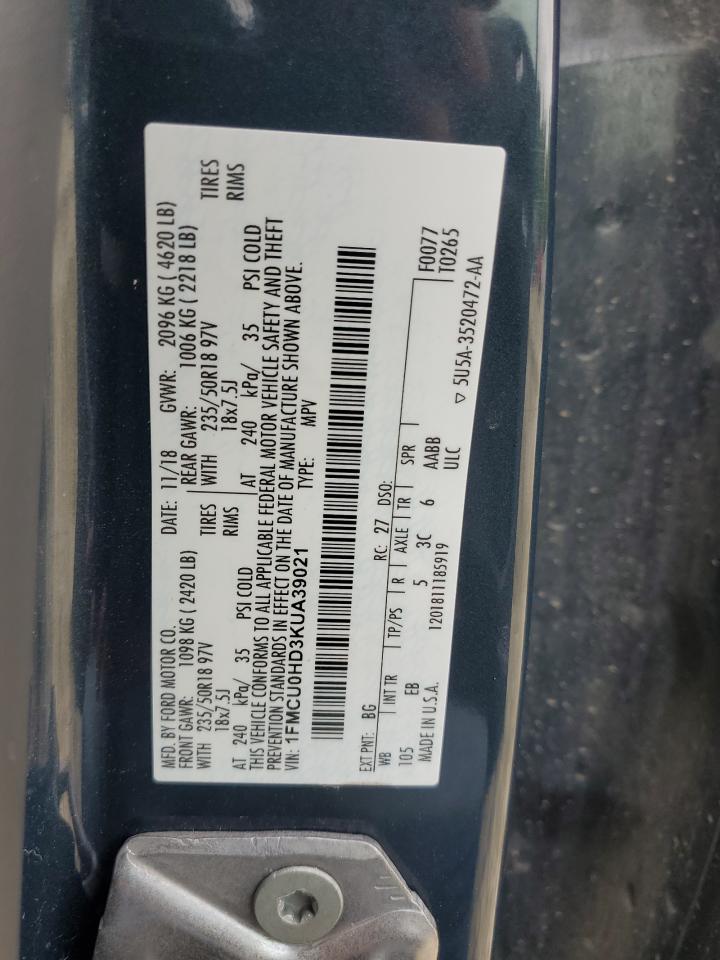 MFD. BY FORD MOTOR CO. DATE: 11/18 GVWR: 2096 KG ( 4620 LB)
FRONT GAWR: 1098 KG ( 2420 LB) REAR GAWR: 1006 KG ( 2218 LB)
WITH 235/50R18 97V TIRES WITH 235/50R18 97V TIRES
18x7.5J RIMS 18x7.5J RIMS
AT 240 kPa/ 35 PSI COLD AT 240 kPa/ 35 PSI COLD
THIS VEHICLE CONFORMS TO ALL APPLICABLE FEDERAL MOTOR VEHICLE SAFETY AND THEFT
PREVENTION STANDARDS IN EFFECT ON THE DATE OF MANUFACTURE SHOWN ABOVE.
VIN: 1FMCU0HD3KUA39021 TYPE: MPV
EXT PNT: BG RC: 27 DSO: F0077
WB INT TR TP/PS R AXLE TR SPR T0265
105 EB 5 3C 6 AABB
MADE IN U.S.A. 1201811185919 ULC
▽ 5U5A-3520472-AA